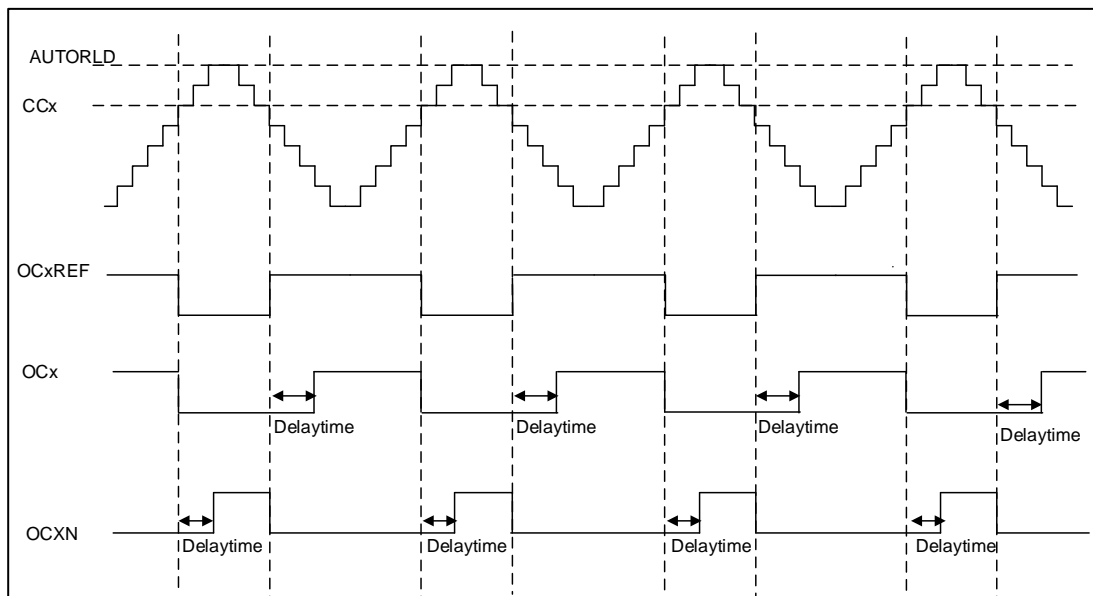 AUTORLD
CCx
OCxREF
OCx
Delaytime
Delaytime
Delaytime
Delaytime
OCXN
Delaytime
Delaytime
Delaytime
Delaytime